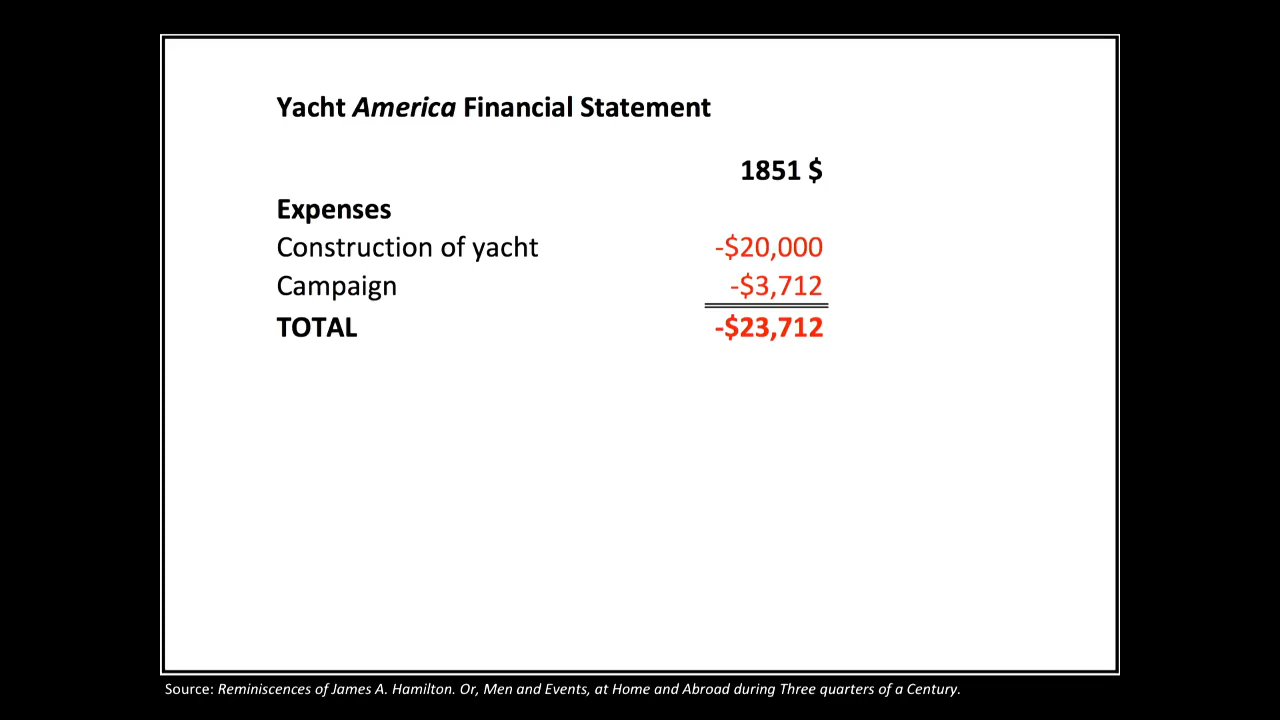 Yacht America Financial Statement
1851 $
Expenses
Construction of yacht -$20,000
Campaign -$3,712
TOTAL -$23,712
Source: Reminiscences of James A. Hamilton. Or, Men and Events, at Home and Abroad during Three quarters of a Century.